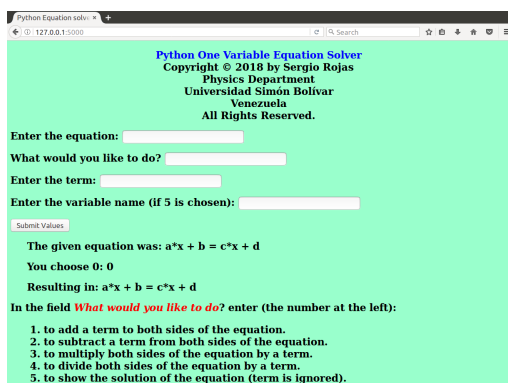 Python Equation solve × +
127.0.0.1:5000 Search
Python One Variable Equation Solver
Copyright © 2018 by Sergio Rojas
Physics Department
Universidad Simón Bolívar
Venezuela
All Rights Reserved.
Enter the equation:
What would you like to do?
Enter the term:
Enter the variable name (if 5 is chosen):
Submit Values
The given equation was: a*x + b = c*x + d
You choose 0: 0
Resulting in: a*x + b = c*x + d
In the field What would you like to do? enter (the number at the left):
1. to add a term to both sides of the equation.
2. to subtract a term from both sides of the equation.
3. to multiply both sides of the equation by a term.
4. to divide both sides of the equation by a term.
5. to show the solution of the equation (term is ignored).